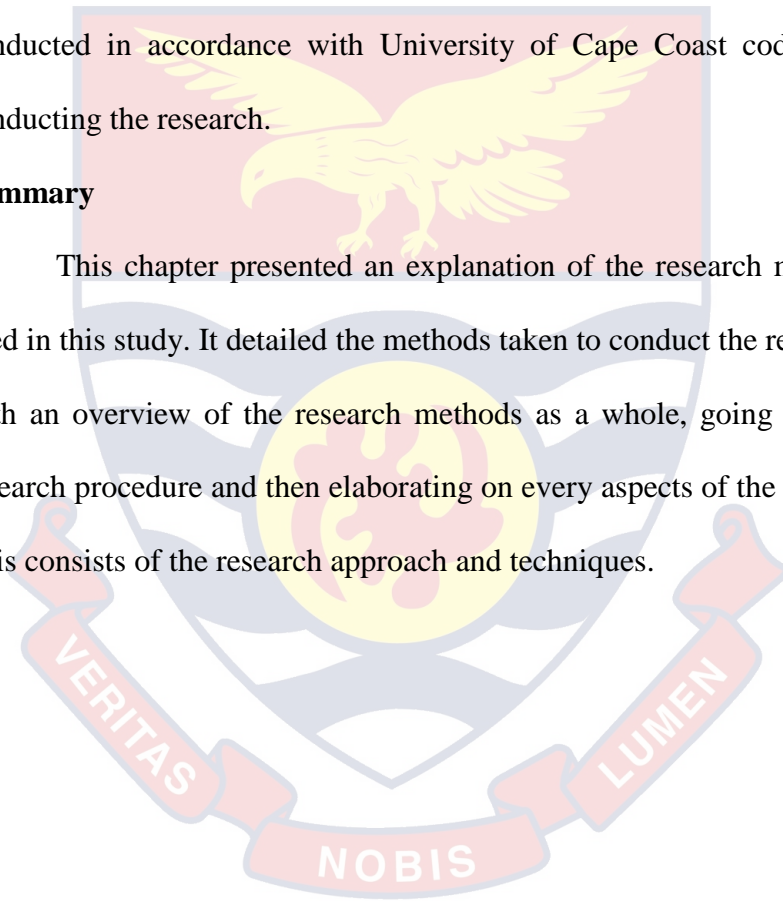 nducted in accordance with University of Cape Coast cod
nducting the research.
mmary
This chapter presented an explanation of the research
ed in this study. It detailed the methods taken to conduct the re
th an overview of the research methods as a whole, going
earch procedure and then elaborating on every aspects of the
is consists of the research approach and techniques.
VERITAS
NOBIS
LUMEN